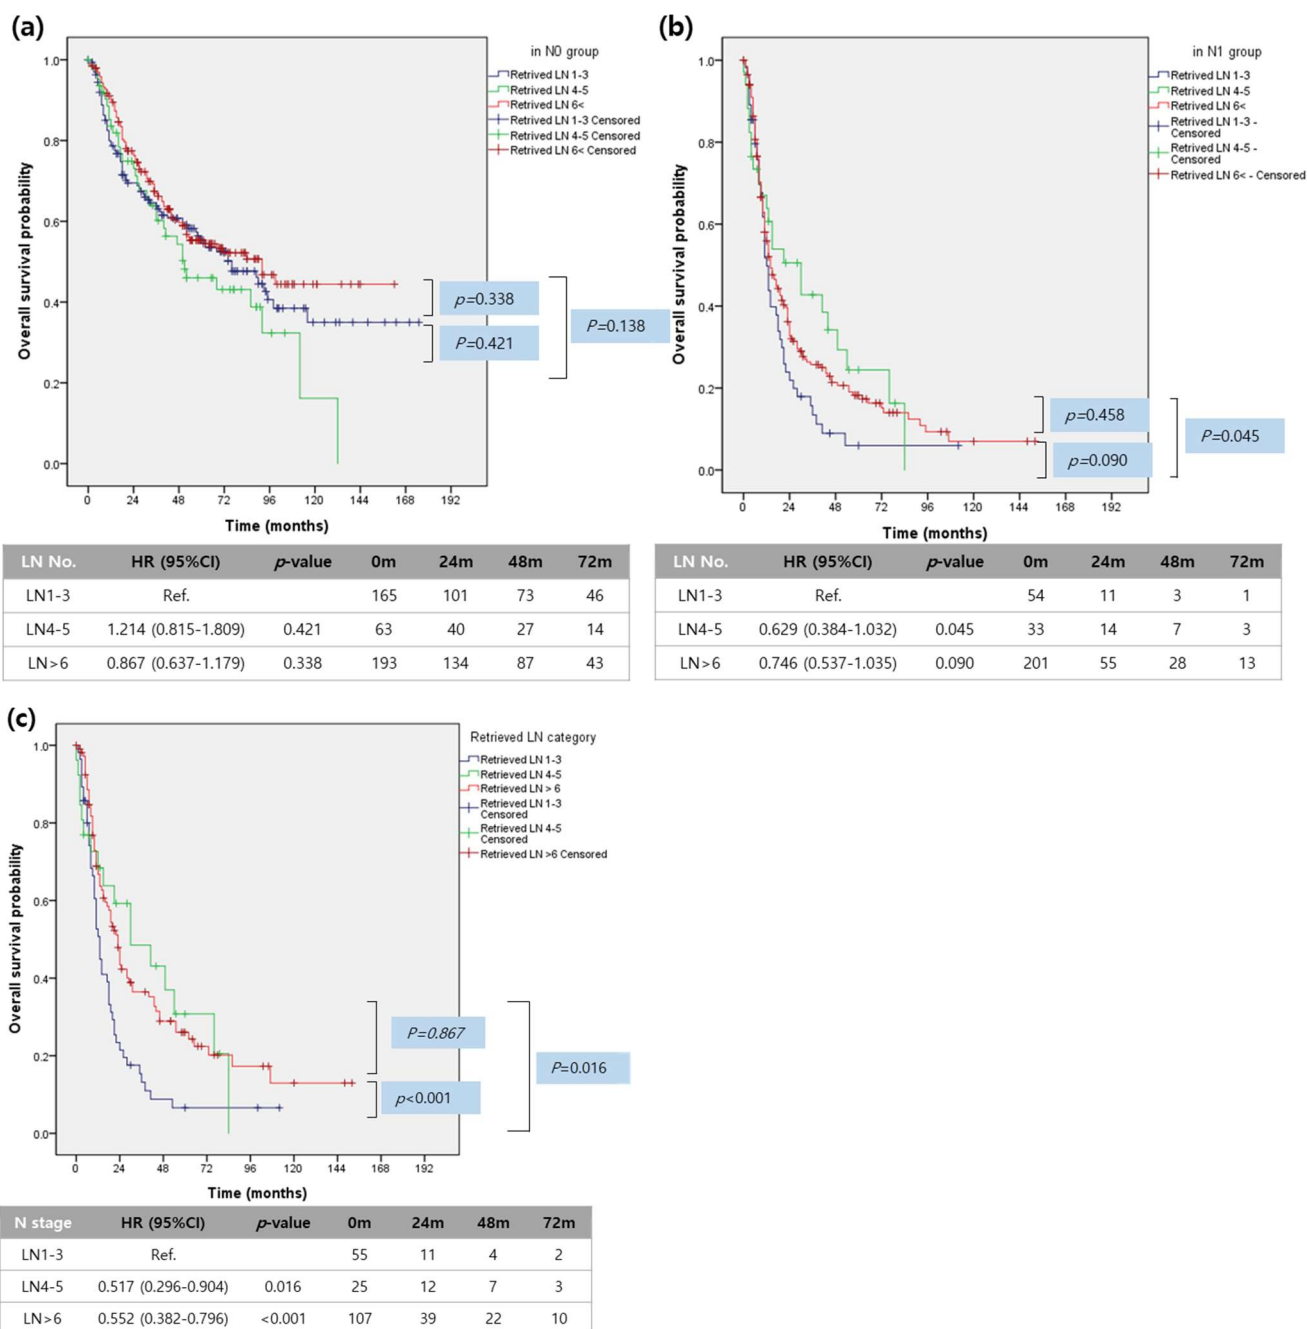 (a)
in N0 group
Retrived LN 1-3
Retrived LN 4-5
Retrived LN 6<
Retrived LN 1-3 Censored
Retrived LN 4-5 Censored
Retrived LN 6< Censored
Overall survival probability
1.0
0.8
0.6
0.4
0.2
0.0
p=0.338
P=0.421
P=0.138
0 24 48 72 96 120 144 168 192
Time (months)
LN No. HR (95%CI) p-value 0m 24m 48m 72m
LN1-3 Ref. 165 101 73 46
LN4-5 1.214 (0.815-1.809) 0.421 63 40 27 14
LN>6 0.867 (0.637-1.179) 0.338 193 134 87 43
(b)
in N1 group
Retrived LN 1-3
Retrived LN 4-5
Retrived LN 6<
Retrived LN 1-3 -
Censored
Retrived LN 4-5 -
Censored
Retrived LN 6< - Censored
Overall survival probability
1.0
0.8
0.6
0.4
0.2
0.0
p=0.458
p=0.090
P=0.045
0 24 48 72 96 120 144 168 192
Time (months)
LN No. HR (95%CI) p-value 0m 24m 48m 72m
LN1-3 Ref. 54 11 3 1
LN4-5 0.629 (0.384-1.032) 0.045 33 14 7 3
LN>6 0.746 (0.537-1.035) 0.090 201 55 28 13
(c)
Retrieved LN category
Retrieved LN 1-3
Retrieved LN 4-5
Retrieved LN > 6
Retrieved LN 1-3
Censored
Retrieved LN 4-5
Censored
Retrieved LN >6 Censored
Overall survival probability
1.0
0.8
0.6
0.4
0.2
0.0
P=0.867
p<0.001
P=0.016
0 24 48 72 96 120 144 168 192
Time (months)
N stage HR (95%CI) p-value 0m 24m 48m 72m
LN1-3 Ref. 55 11 4 2
LN4-5 0.517 (0.296-0.904) 0.016 25 12 7 3
LN>6 0.552 (0.382-0.796) <0.001 107 39 22 10